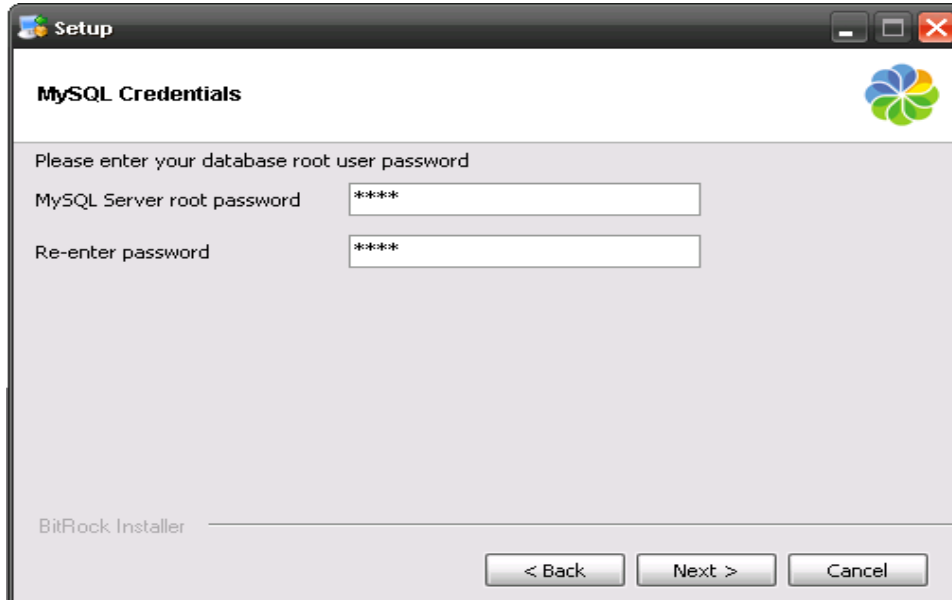 Setup
MySQL Credentials
Please enter your database root user password
MySQL Server root password ****
Re-enter password ****
BitRock Installer
< Back Next > Cancel